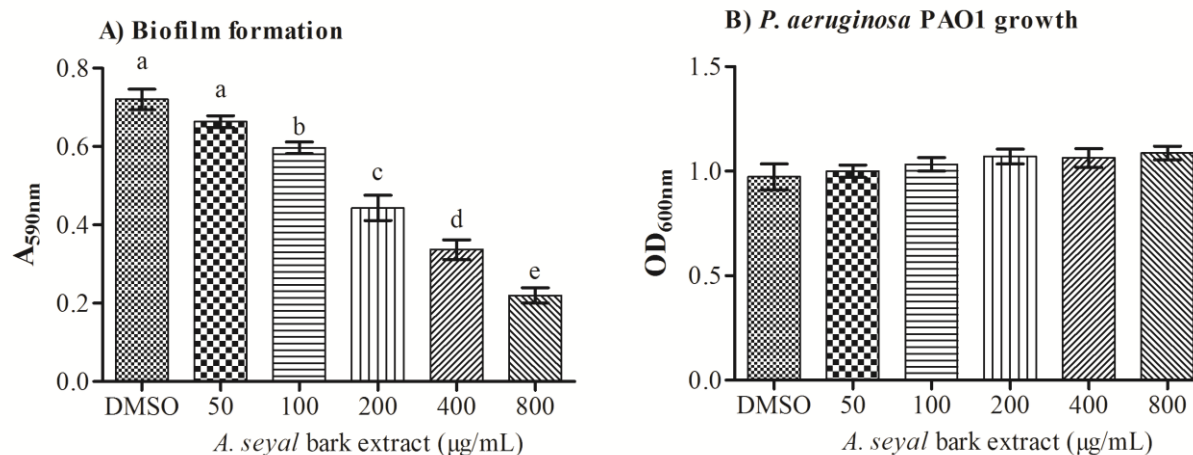 A) Biofilm formation
0.8
0.6
0.4
0.2
0.0
A590nm
a
a
b
c
d
e
DMSO 50 100 200 400 800
A. seyal bark extract (µg/mL)
B) P. aeruginosa PAO1 growth
1.5
1.0
0.5
0.0
OD600nm
DMSO 50 100 200 400 800
A. seyal bark extract (µg/mL)